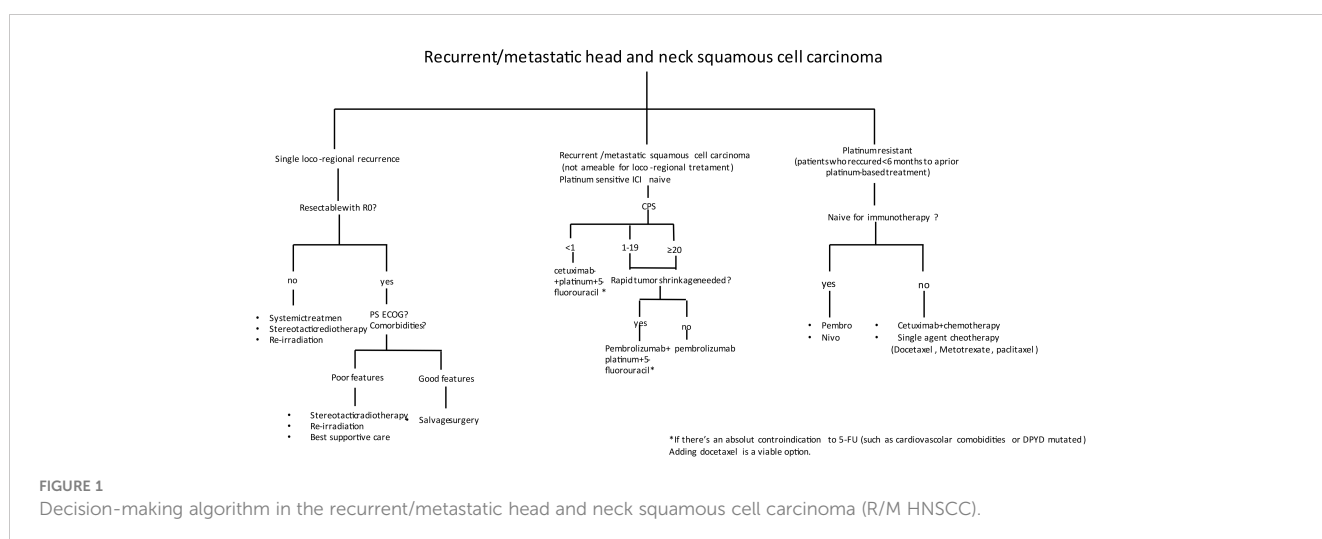 Recurrent/metastatic head and neck squamous cell carcinoma
Single loco-regional recurrence
Resectablewith R0?
no
yes
• Systemictreatmen
• Stereotacticrediotherapy
• Re-irradiation
PS ECOG?
Comorbidities?
Poor features
Good features
• Stereotacticradiotherapy
• Re-irradiation
• Best supportive care
• Salvagesurgery
Recurrent /metastatic squamous cell carcinoma
(not ameable for loco-regional tretament)
Platinum sensitive ICI naive
CPS
<1
1-19
≥20
cetuximab-
+platinum+5-
fluorouracil *
Rapid tumor shrinkageneeded ?
yes
no
Pembrolizumab+
platinum+5-
fluorouracil*
pembrolizumab
Platinum resistant
(patients who reccured<6 months to aprior
platinum-based treatment)
Naive for immunotherapy ?
yes
no
• Pembro
• Nivo
• Cetuximab+chemotherapy
• Single agent cheotherapy
(Docetaxel , Metotrexate , paclitaxel )
*If there's an absolut controindication to 5-FU (such as cardiovascolar comobidities or DPYD mutated )
Adding docetaxel is a viable option.
FIGURE 1
Decision-making algorithm in the recurrent/metastatic head and neck squamous cell carcinoma (R/M HNSCC).